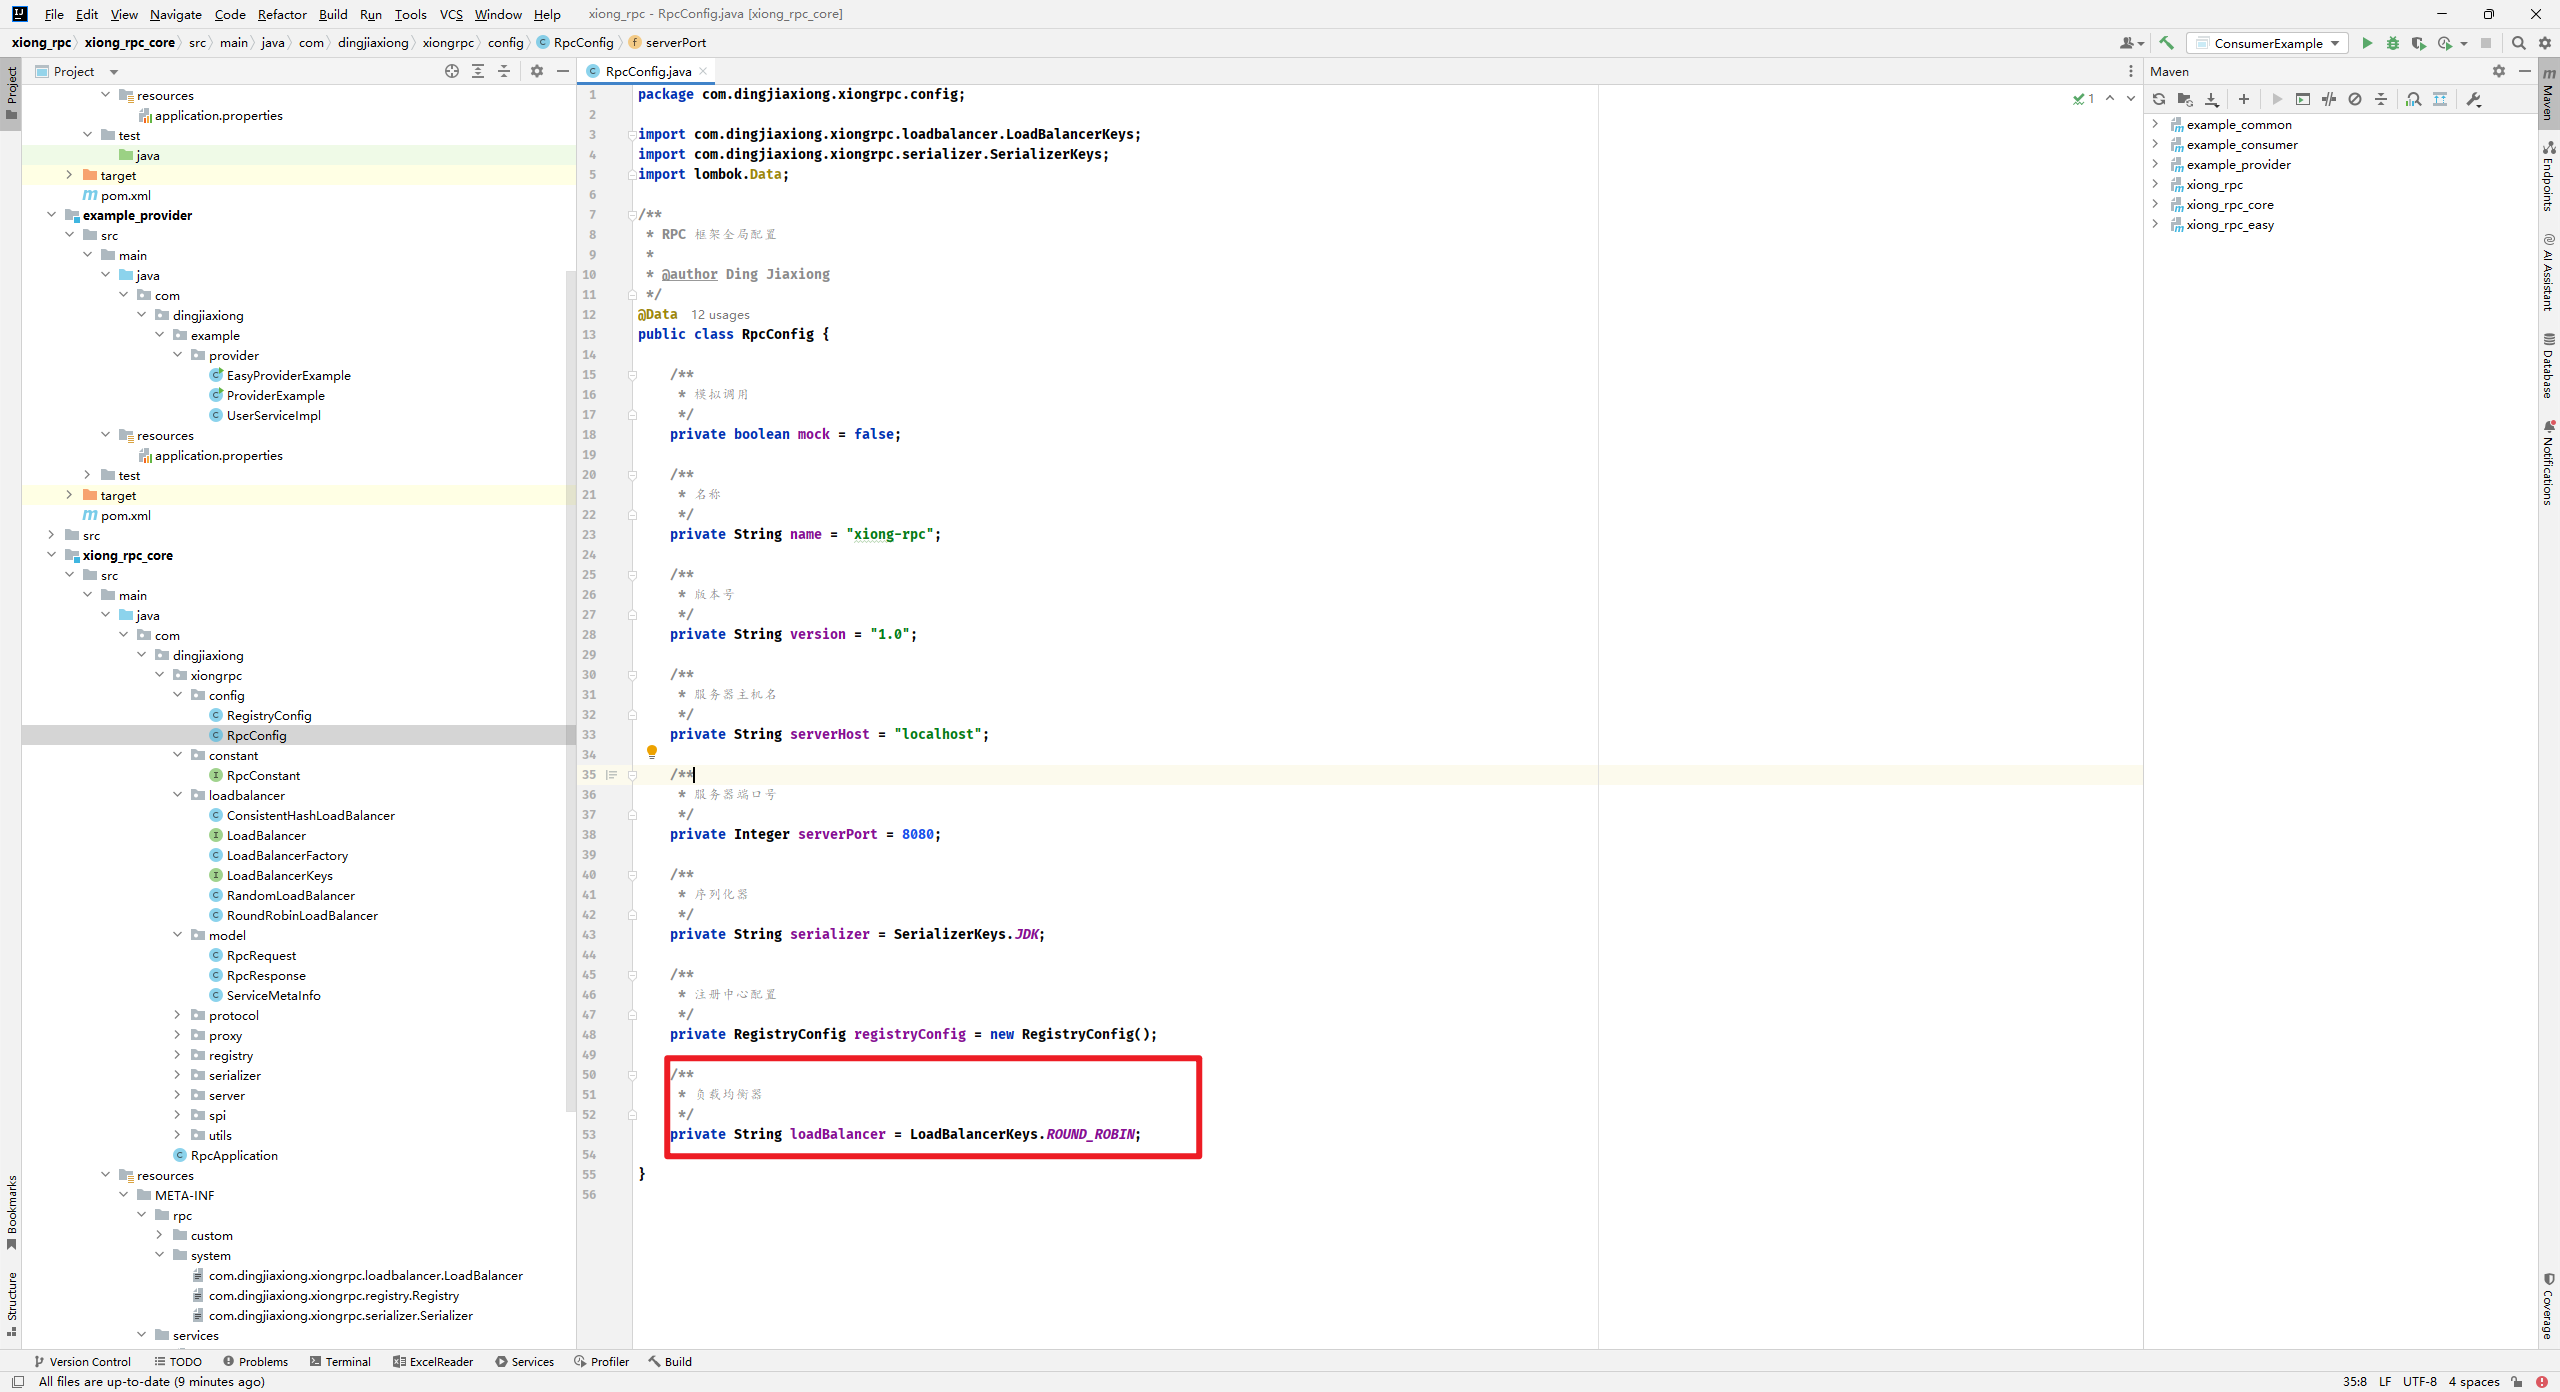 File Edit View Navigate Code Refactor Build Run Tools VCS Window Help xiong_rpc - RpcConfig.java [xiong_rpc_core]
xiong_rpc xiong_rpc_core src main java com dingjiaxiong xiongrpc config RpcConfig serverPort ConsumerExample
Project
resources
application.properties
test
java
target
pom.xml
example_provider
src
main
java
com
dingjiaxiong
example
provider
EasyProviderExample
ProviderExample
UserServiceImpl
resources
application.properties
test
target
pom.xml
src
xiong_rpc_core
src
main
java
com
dingjiaxiong
xiongrpc
config
RegistryConfig
RpcConfig
constant
RpcConstant
loadbalancer
ConsistentHashLoadBalancer
LoadBalancer
LoadBalancerFactory
LoadBalancerKeys
RandomLoadBalancer
RoundRobinLoadBalancer
model
RpcRequest
RpcResponse
ServiceMetaInfo
protocol
proxy
registry
serializer
server
spi
utils
RpcApplication
resources
META-INF
rpc
custom
system
com.dingjiaxiong.xiongrpc.loadbalancer.LoadBalancer
com.dingjiaxiong.xiongrpc.registry.Registry
com.dingjiaxiong.xiongrpc.serializer.Serializer
services
Project
Bookmarks
Structure
RpcConfig.java
1 package com.dingjiaxiong.xiongrpc.config;
2
3 import com.dingjiaxiong.xiongrpc.loadbalancer.LoadBalancerKeys;
4 import com.dingjiaxiong.xiongrpc.serializer.SerializerKeys;
5 import lombok.Data;
6
7 /**
8 * RPC 框架全局配置
9 *
10 * @author Ding Jiaxiong
11 */
12 @Data 12 usages
13 public class RpcConfig {
14
15 /**
16 * 模拟调用
17 */
18 private boolean mock = false;
19
20 /**
21 * 名称
22 */
23 private String name = "xiong-rpc";
24
25 /**
26 * 版本号
27 */
28 private String version = "1.0";
29
30 /**
31 * 服务器主机名
32 */
33 private String serverHost = "localhost";
34
35 /**
36 * 服务器端口号
37 */
38 private Integer serverPort = 8080;
39
40 /**
41 * 序列化器
42 */
43 private String serializer = SerializerKeys.JDK;
44
45 /**
46 * 注册中心配置
47 */
48 private RegistryConfig registryConfig = new RegistryConfig();
49
50 /**
51 * 负载均衡器
52 */
53 private String loadBalancer = LoadBalancerKeys.ROUND_ROBIN;
54
55 }
56
1
Maven
example_common
example_consumer
example_provider
xiong_rpc
xiong_rpc_core
xiong_rpc_easy
Maven
Endpoints
AI Assistant
Database
Notifications
Coverage
Version Control TODO Problems Terminal ExcelReader Services Profiler Build
All files are up-to-date (9 minutes ago) 35:8 LF UTF-8 4 spaces